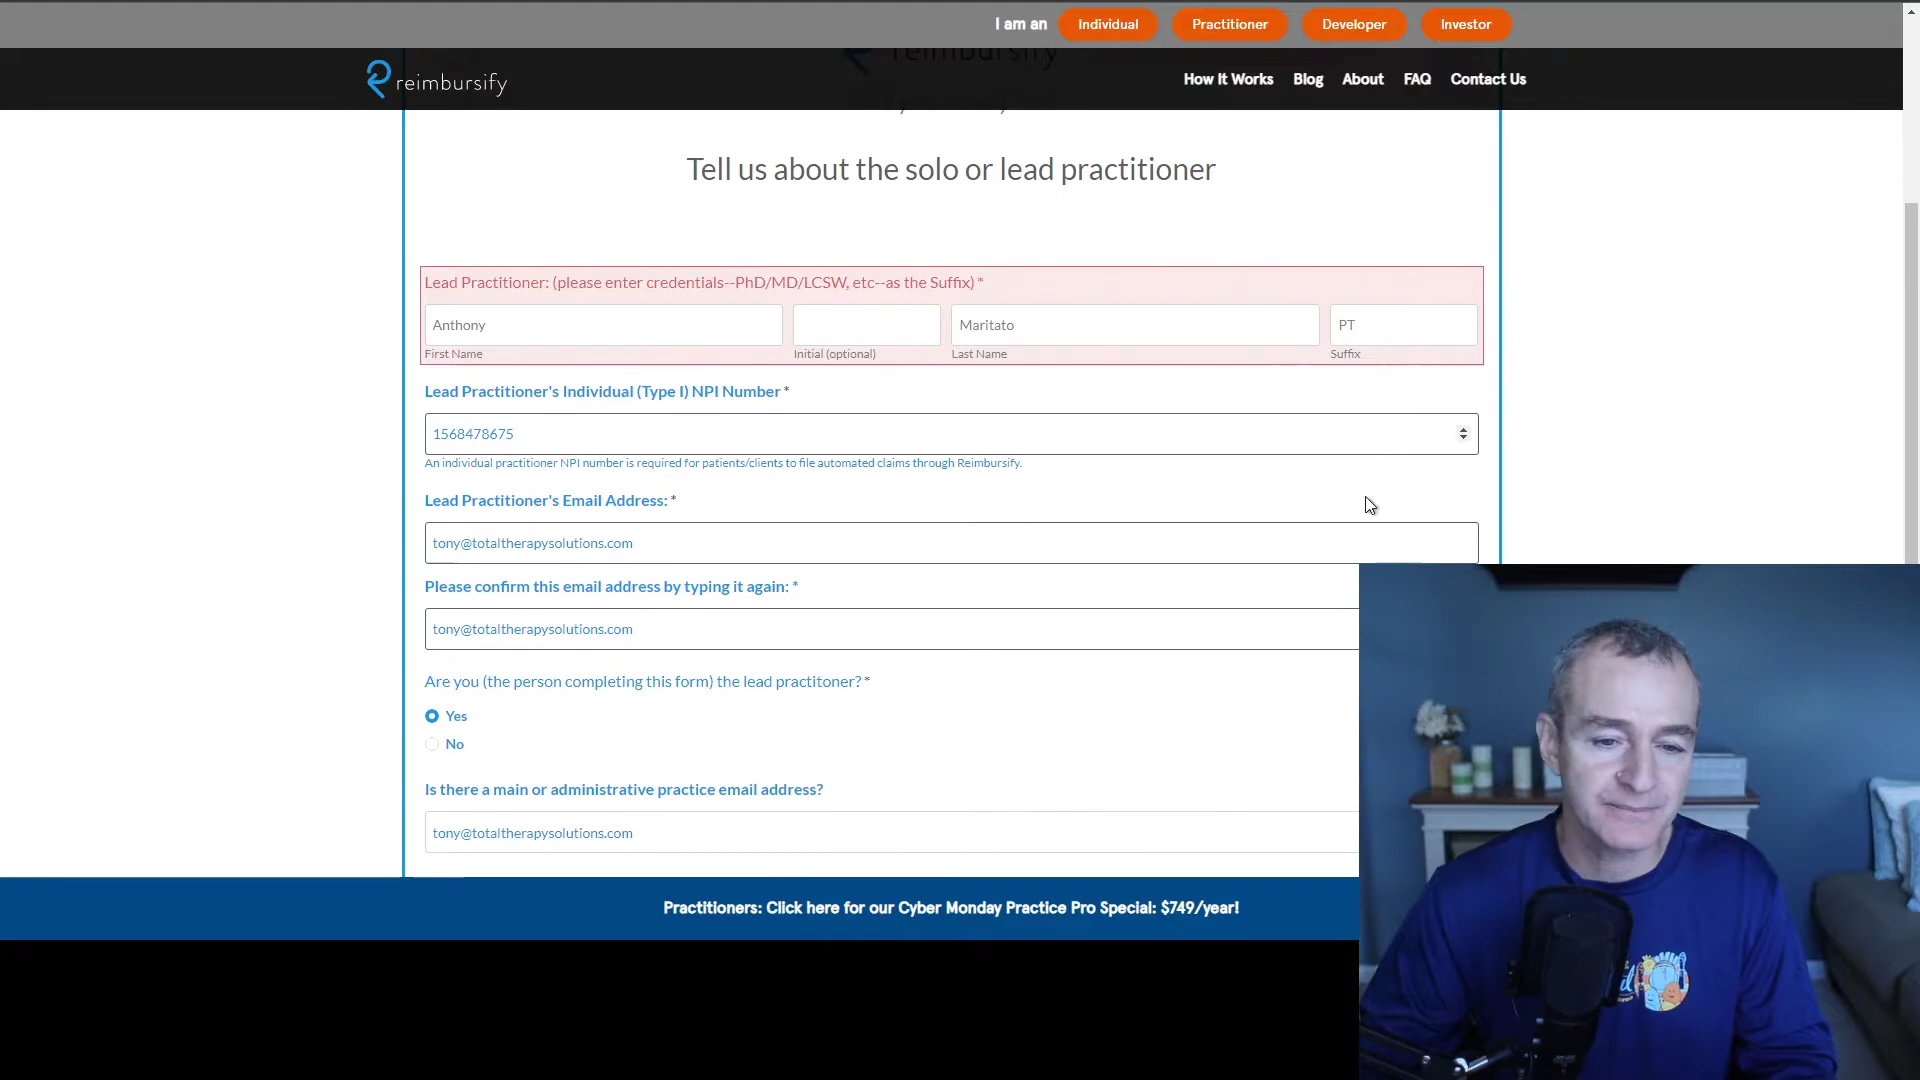 I am an Individual Practitioner Developer Investor
reimbursify
reimbursify How It Works Blog About FAQ Contact Us
Tell us about the solo or lead practitioner
Lead Practitioner: (please enter credentials--PhD/MD/LCSW, etc--as the Suffix) *
Anthony Maritato PT
First Name Initial (optional) Last Name Suffix
Lead Practitioner's Individual (Type I) NPI Number *
1568478675
An individual practitioner NPI number is required for patients/clients to file automated claims through Reimbursify.
Lead Practitioner's Email Address: *
tony@totaltherapysolutions.com
Please confirm this email address by typing it again: *
tony@totaltherapysolutions.com
Are you (the person completing this form) the lead practitoner? *
Yes
No
Is there a main or administrative practice email address?
tony@totaltherapysolutions.com
Practitioners: Click here for our Cyber Monday Practice Pro Special: $749/year!